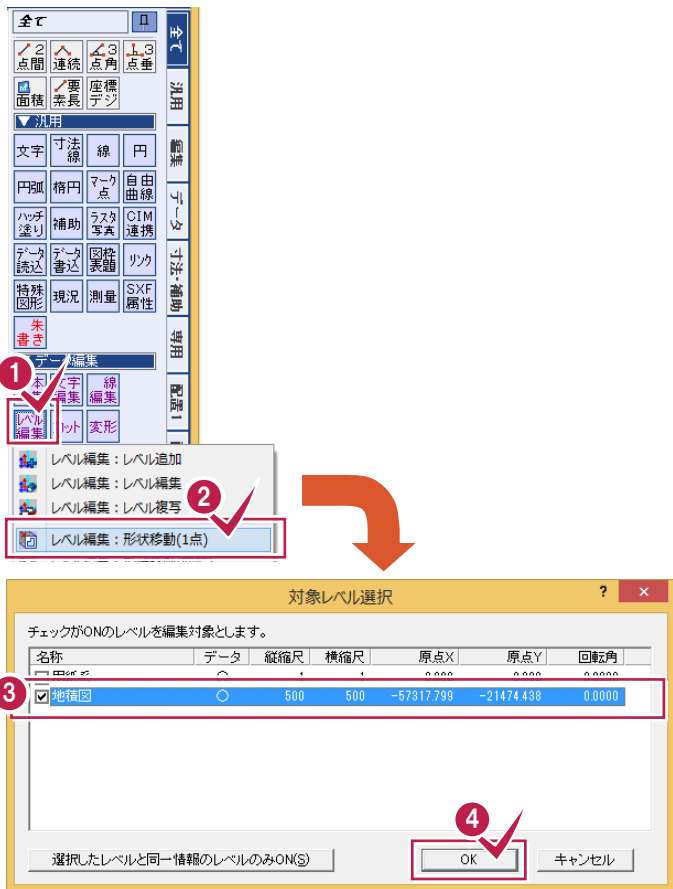 全て
2点間
連続
3点角
3点垂
面積
要素長
座標デジ
▼汎用
文字
寸法線
線
円
円弧
楕円
マーク点
自由曲線
ハッチ塗り
補助
ラスタ写真
CIM連携
データ読込
データ書込
図枠表題
リンク
特殊図形
現況
測量
SXF属性
朱書き
データ編集
文字編集
線編集
レベル編集
変形
全て
汎用
編集
データ
寸法・補助
専用
配置1
1
レベル編集：レベル追加
レベル編集：レベル編集
レベル編集：レベル複写
2
レベル編集：形状移動(1点)
対象レベル選択
? ×
チェックがONのレベルを編集対象とします。
名称 データ 縦縮尺 横縮尺 原点X 原点Y 回転角
3
地積図 ○ 500 500 -57317.799 -21474.438 0.0000
4
選択したレベルと同一情報のレベルのみON(S)
OK
キャンセル